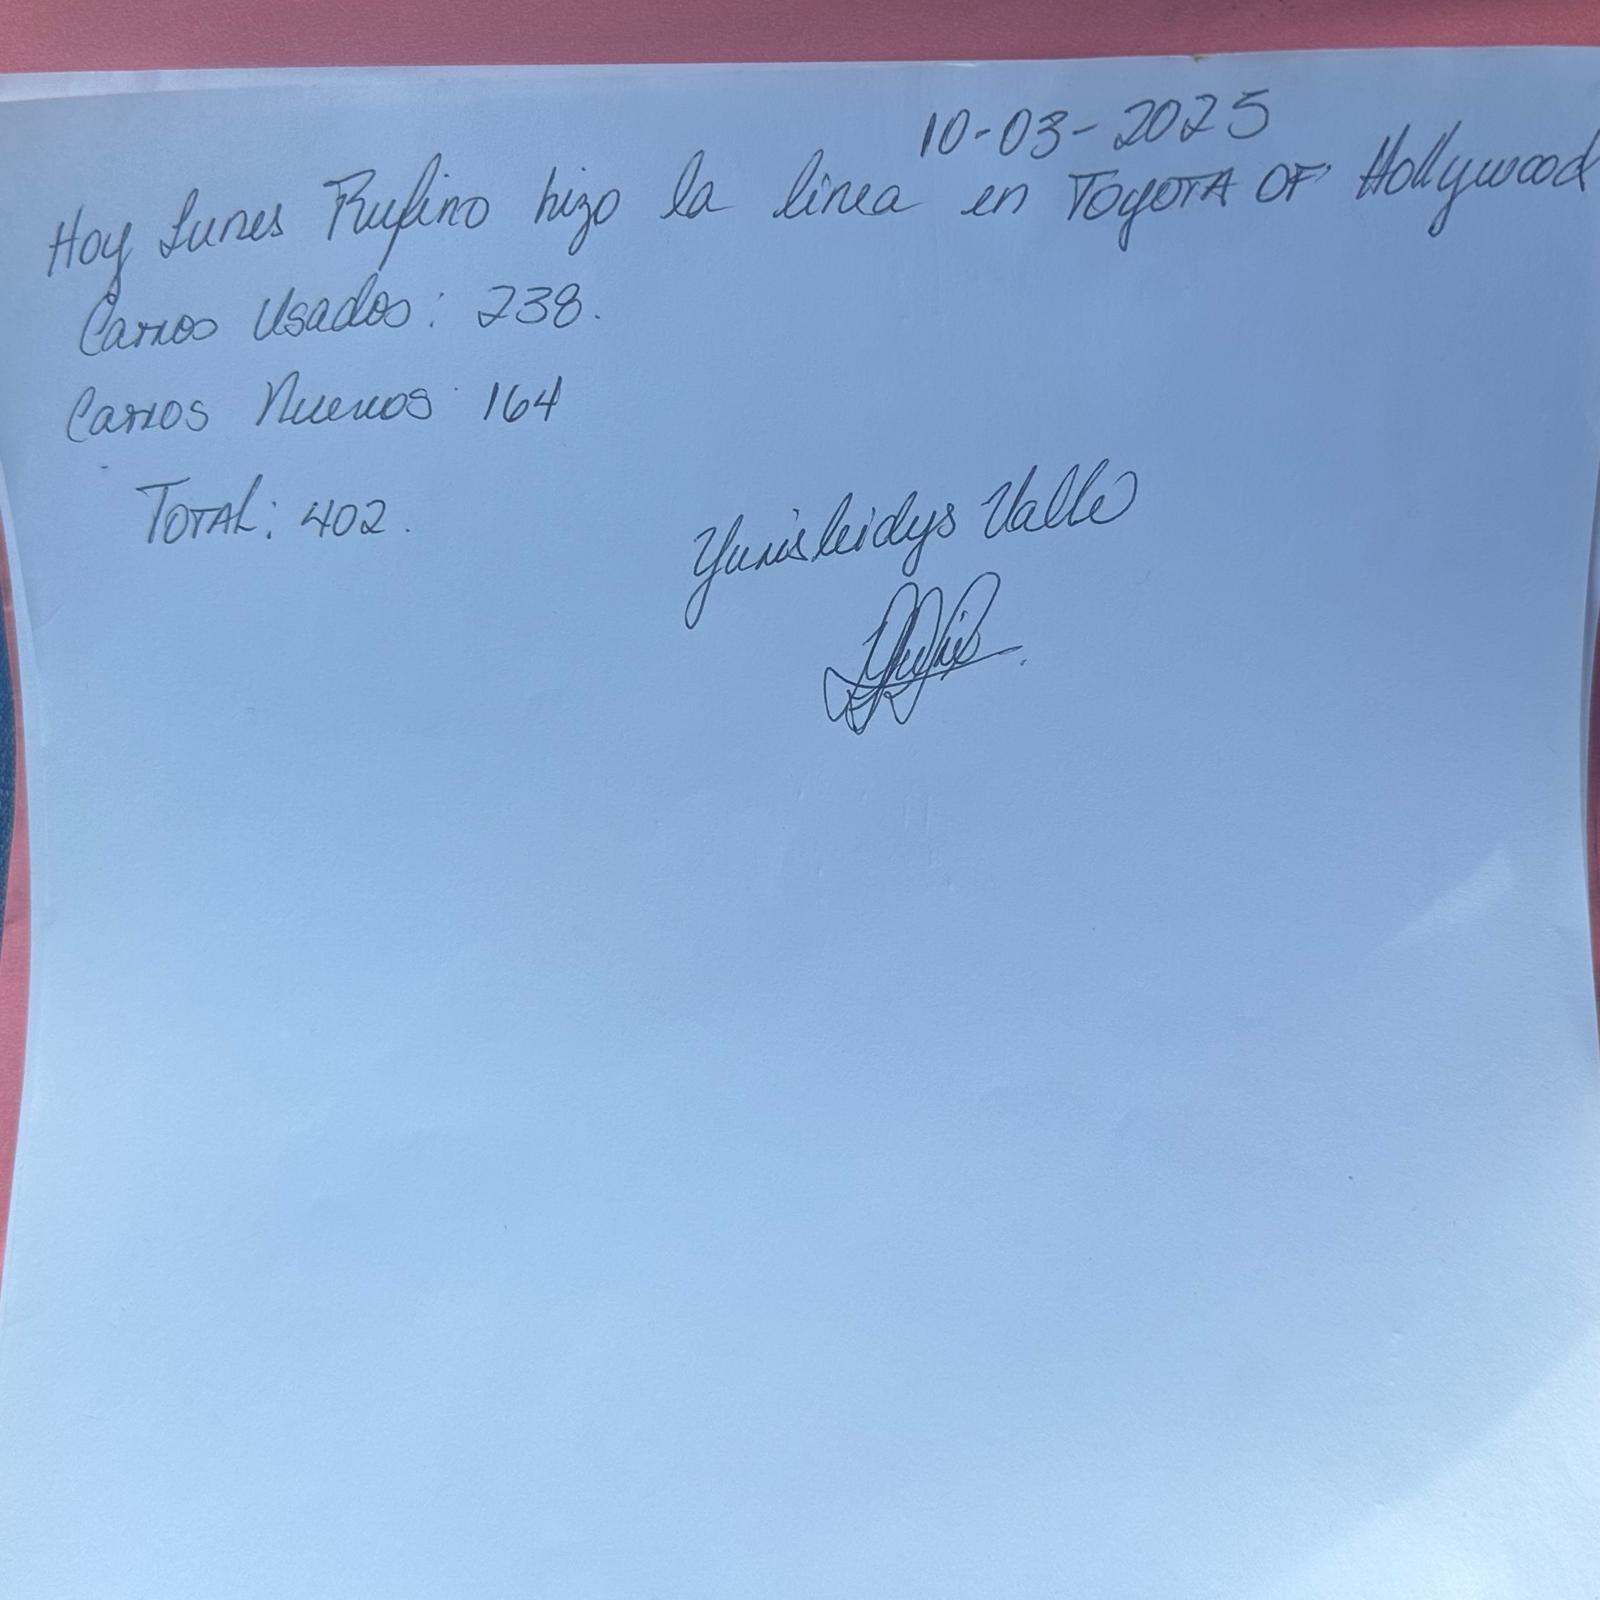 10-03-2025
Hoy Lunes Rufino hizo la linea en Toyota OF Hollywood
Carros Usados: 238.
Carros Nuevos 164
Total: 402.
Yunisleidys Valle